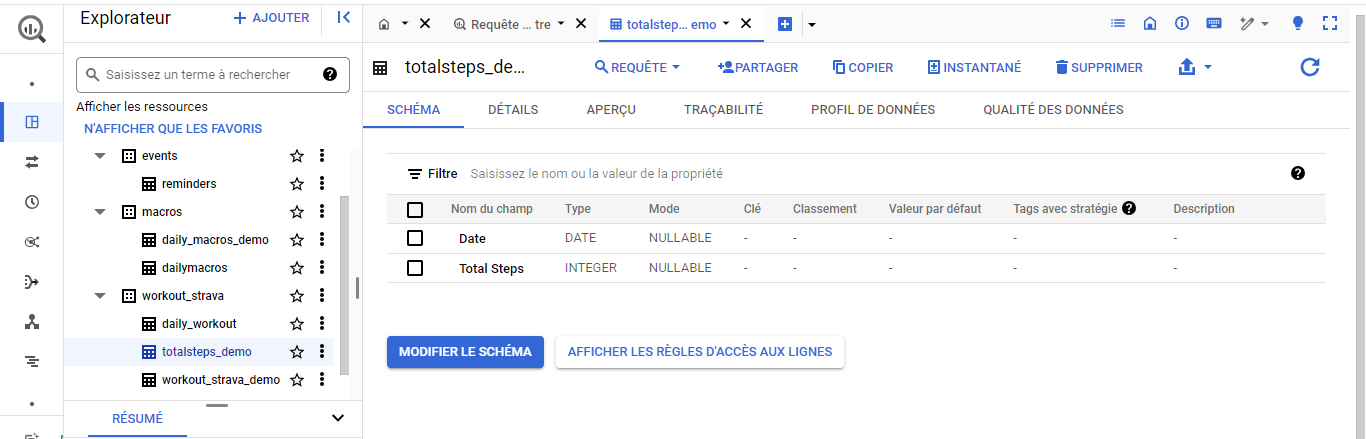 Explorateur
AJOUTER
Requête ... tre
totalstep... emo
Saisissez un terme à rechercher
Afficher les ressources
N'AFFICHER QUE LES FAVORIS
events
reminders
macros
daily_macros_demo
dailymacros
workout_strava
daily_workout
totalsteps_demo
workout_strava_demo
RÉSUMÉ
totalsteps_de...
REQUÊTE
PARTAGER
COPIER
INSTANTANÉ
SUPPRIMER
SCHÉMA DÉTAILS APERÇU TRAÇABILITÉ PROFIL DE DONNÉES QUALITÉ DES DONNÉES
Filtre Saisissez le nom ou la valeur de la propriété
Nom du champ Type Mode Clé Classement Valeur par défaut Tags avec stratégie Description
Date DATE NULLABLE - - - - -
Total Steps INTEGER NULLABLE - - - - -
MODIFIER LE SCHÉMA
AFFICHER LES RÈGLES D'ACCÈS AUX LIGNES